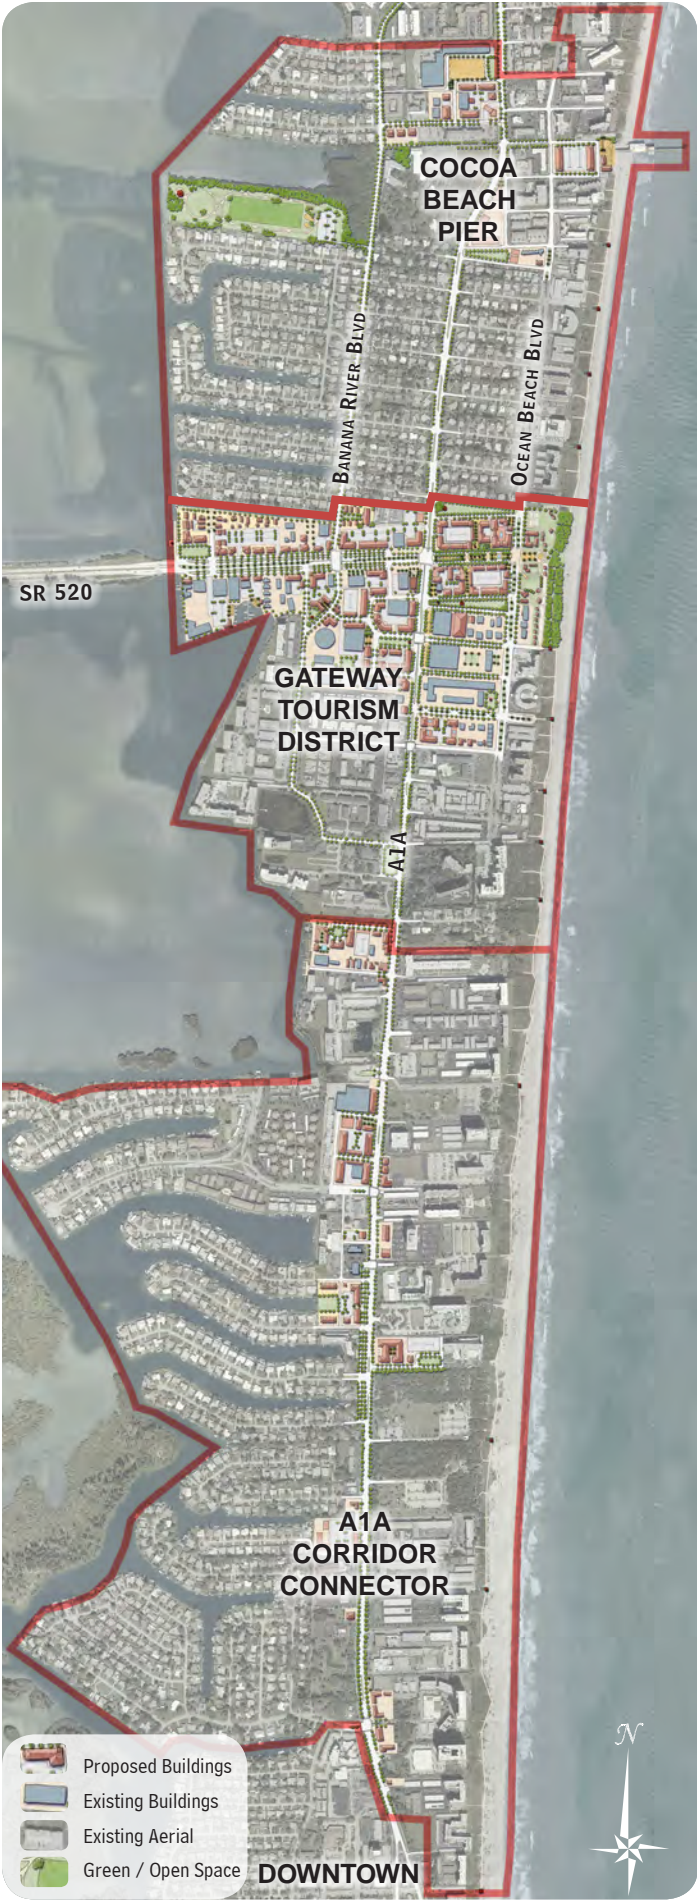 COCOA
BEACH
PIER
BANANA RIVER BLVD
OCEAN BEACH BLVD
SR 520
GATEWAY
TOURISM
DISTRICT
A1A
A1A
CORRIDOR
CONNECTOR
N
Proposed Buildings
Existing Buildings
Existing Aerial
Green / Open Space
DOWNTOWN